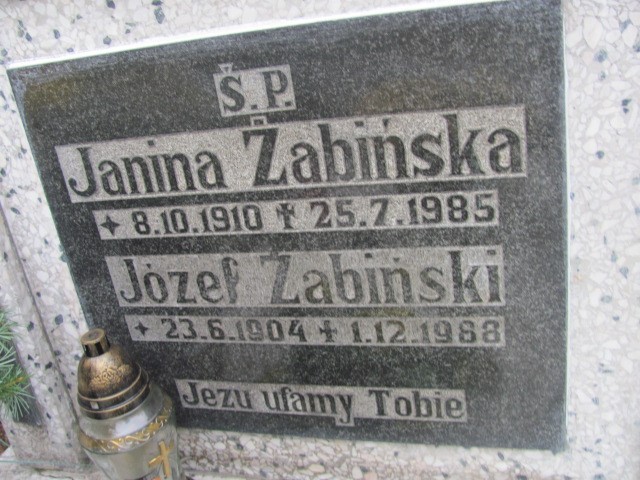 Ś.P.
Janina Żabińska
+ 8.10.1910 ✝ 25.7.1985
Józef Żabiński
+ 23.6.1904 ✝ 1.12.1988
Jezu ufamy Tobie